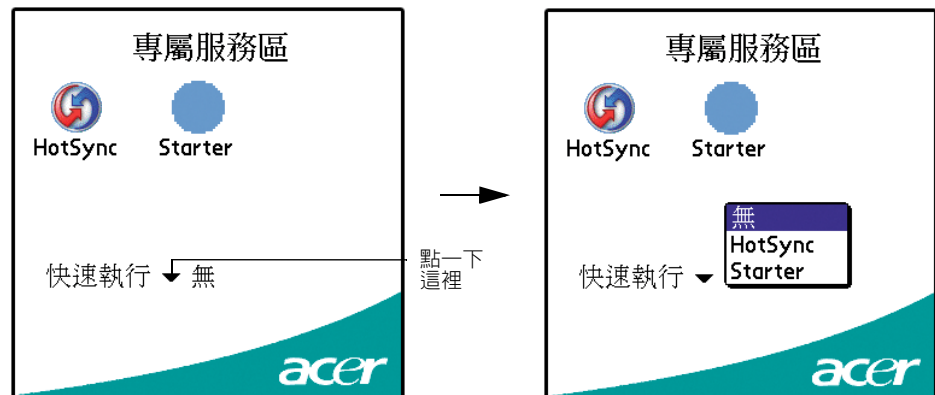 專屬服務區
HotSync Starter
快速執行 無
acer
點一下
這裡
專屬服務區
HotSync Starter
無
HotSync
Starter
快速執行
acer